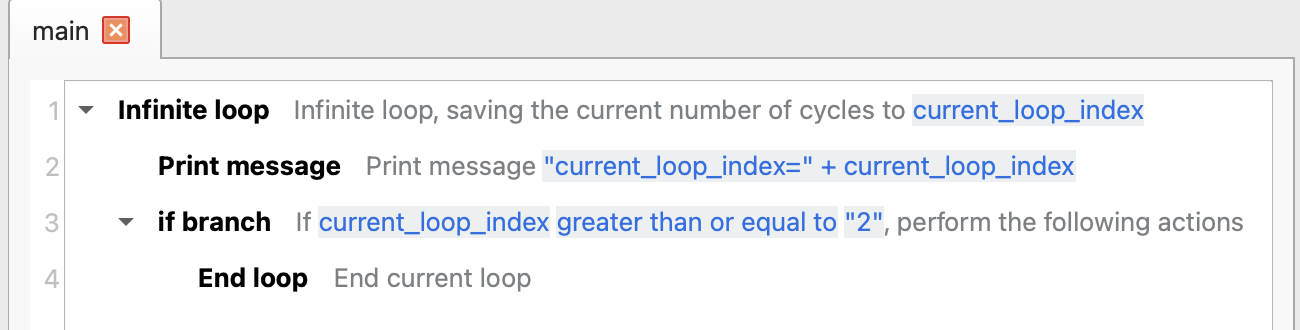 main
1 Infinite loop Infinite loop, saving the current number of cycles to current_loop_index
2 Print message Print message "current_loop_index=" + current_loop_index
3 if branch If current_loop_index greater than or equal to "2", perform the following actions
4 End loop End current loop